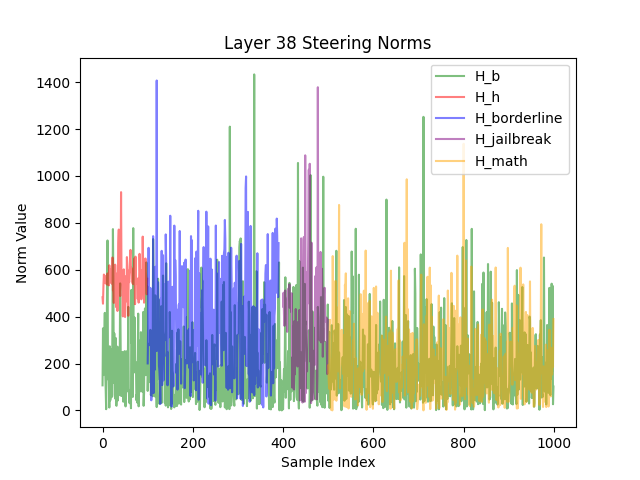 Layer 38 Steering Norms
H_b
H_h
H_borderline
H_jailbreak
H_math
Norm Value
1400
1200
1000
800
600
400
200
0
0 200 400 600 800 1000
Sample Index